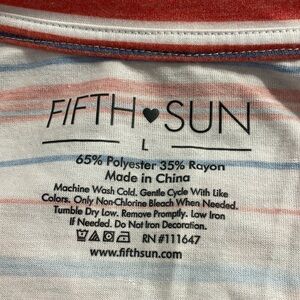 FIFTH♥SUN
L
65% Polyester 35% Rayon
Made in China
Machine Wash Cold. Gentle Cycle With Like
Colors. Only Non-Chlorine Bleach When Needed.
Tumble Dry Low. Remove Promptly. Low Iron
If Needed. Do Not Iron Decoration.
RN #111647
www.fifthsun.com